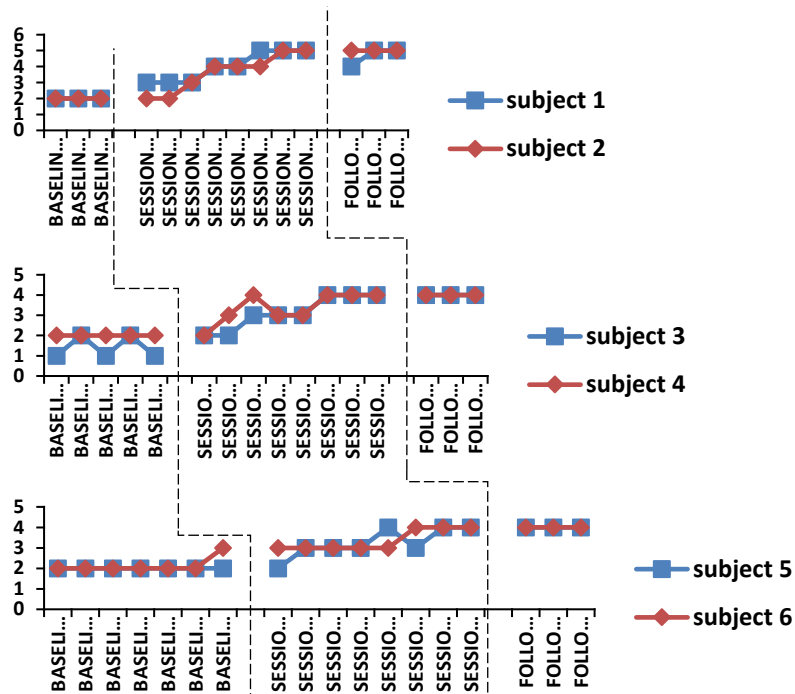 6
5
4
3
2
1
0
BASELIN...
BASELIN...
BASELIN...
SESSION...
SESSION...
SESSION...
SESSION...
SESSION...
SESSION...
SESSION...
SESSION...
FOLLO...
FOLLO...
FOLLO...
subject 1
subject 2
5
4
3
2
1
0
BASELI...
BASELI...
BASELI...
BASELI...
BASELI...
SESSIO...
SESSIO...
SESSIO...
SESSIO...
SESSIO...
SESSIO...
SESSIO...
SESSIO...
FOLLO...
FOLLO...
FOLLO...
subject 3
subject 4
5
4
3
2
1
0
BASELI...
BASELI...
BASELI...
BASELI...
BASELI...
BASELI...
BASELI...
SESSIO...
SESSIO...
SESSIO...
SESSIO...
SESSIO...
SESSIO...
SESSIO...
SESSIO...
FOLLO...
FOLLO...
FOLLO...
subject 5
subject 6